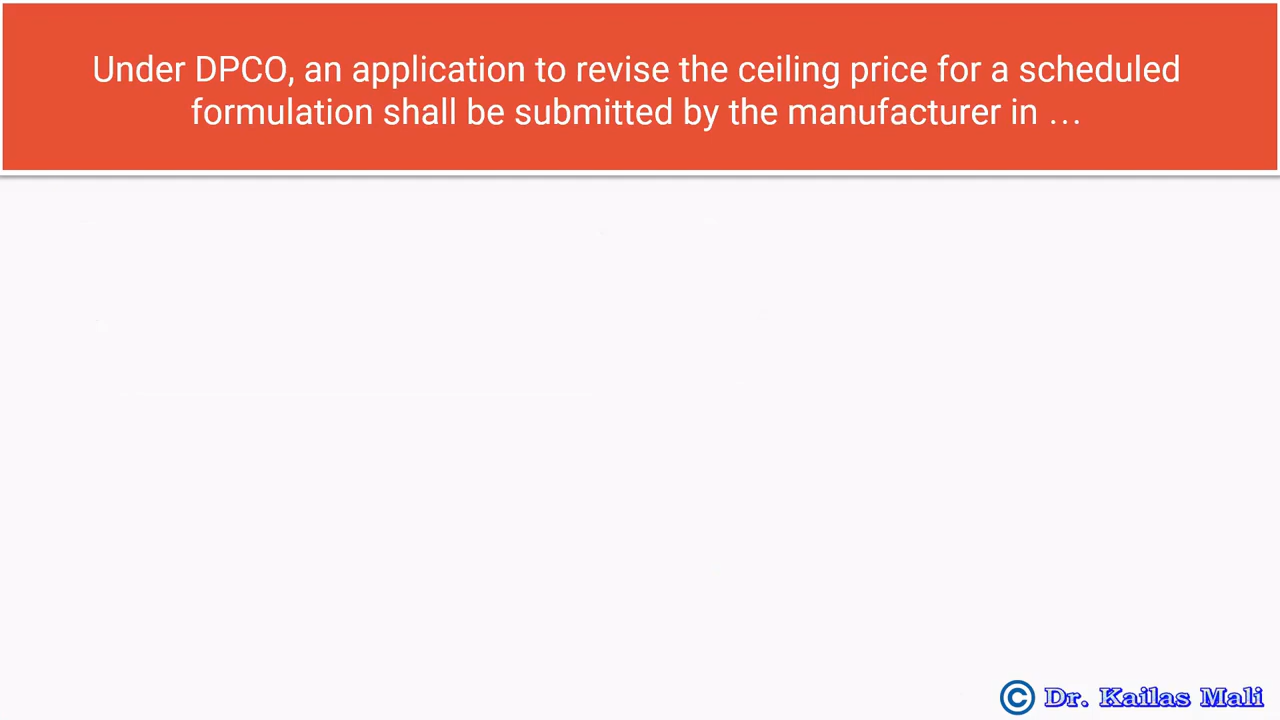 Under DPCO, an application to revise the ceiling price for a scheduled
formulation shall be submitted by the manufacturer in …
© Dr. Kailas Mali